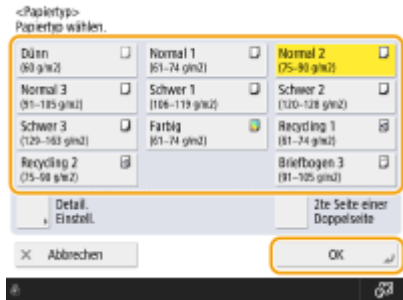 <Papiertyp>
Papiertyp wählen.
Dünn
(60 g/m2)
Normal 1
(61-74 g/m2)
Normal 2
(75-90 g/m2)
Normal 3
(91-105 g/m2)
Schwer 1
(106-119 g/m2)
Schwer 2
(120-128 g/m2)
Schwer 3
(129-163 g/m2)
Farbig
(61-74 g/m2)
Recycling 1
(61-74 g/m2)
Recycling 2
(75-90 g/m2)
Briefbogen 3
(91-105 g/m2)
Detail.
Einstell.
2te Seite einer
Doppelseite
Abbrechen
OK